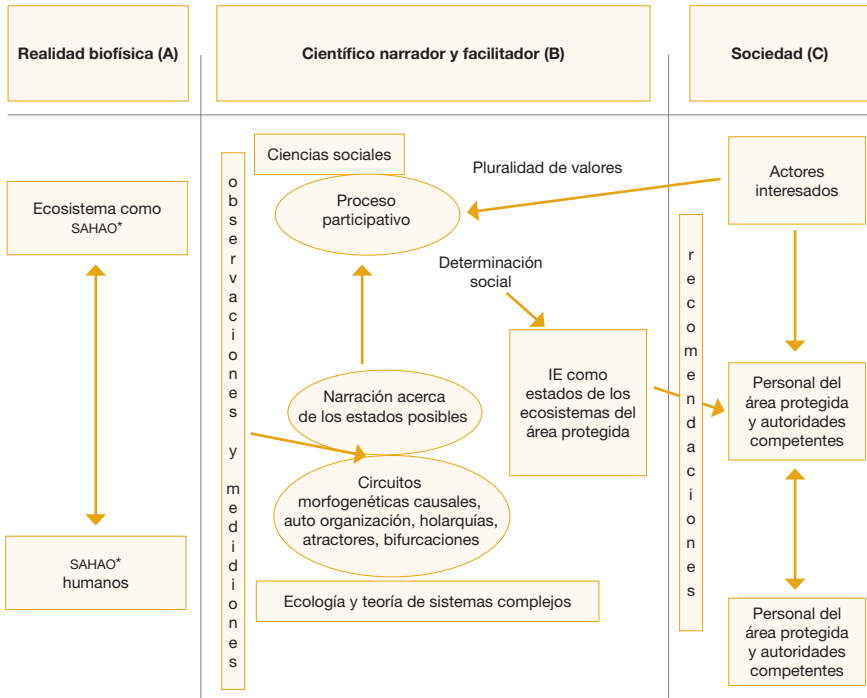 Realidad biofísica (A)
Científico narrador y facilitador (B)
Sociedad (C)
Ecosistema como
SAHAO*
SAHAO*
humanos
observaciones y medidiones
Ciencias sociales
Proceso
participativo
Pluralidad de valores
Determinación
social
Narración acerca
de los estados posibles
Circuitos
morfogenéticas causales,
auto organización, holarquías,
atractores, bifurcaciones
Ecología y teoría de sistemas complejos
IE como
estados de los
ecosistemas del
área protegida
recomendaciones
Actores
interesados
Personal del
área protegida
y autoridades
competentes
Personal del
área protegida
y autoridades
competentes